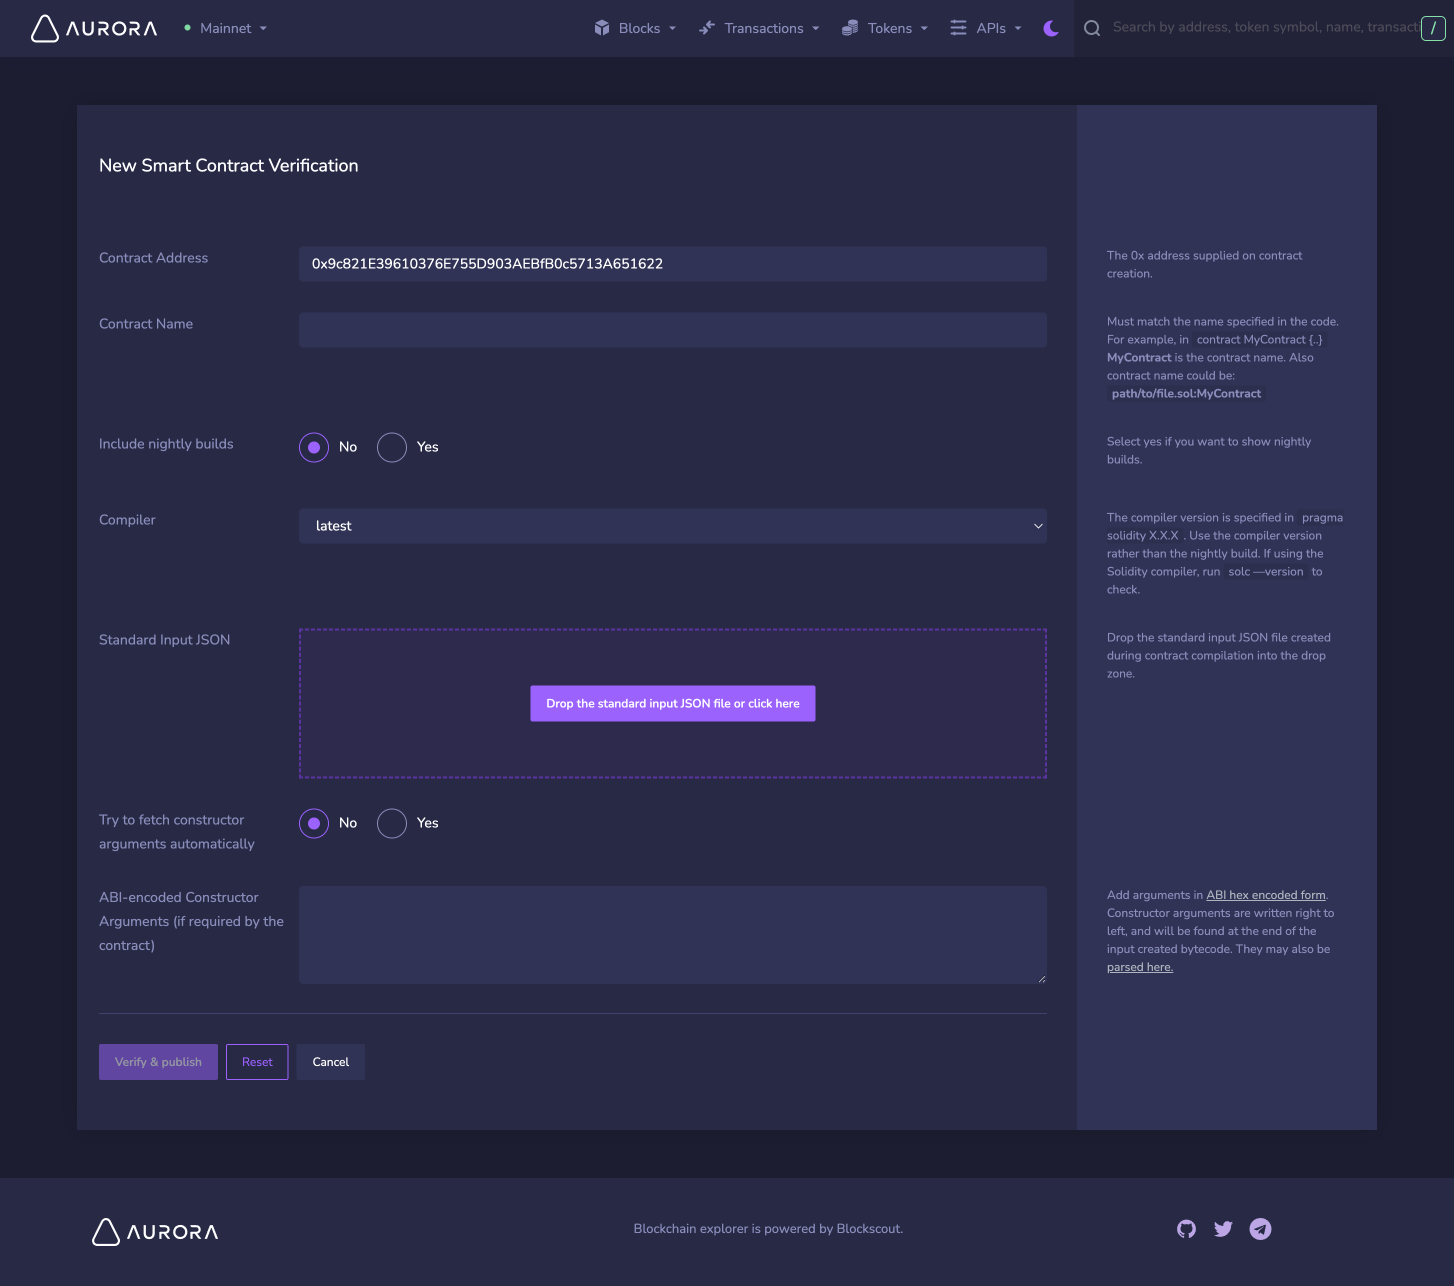 AURORA
Mainnet
Blocks
Transactions
Tokens
APIs
Search by address, token symbol, name, transacti
/
New Smart Contract Verification
Contract Address
0x9c821E39610376E755D903AEBfB0c5713A651622
The 0x address supplied on contract
creation.
Contract Name
Must match the name specified in the code.
For example, in contract MyContract {..}
MyContract is the contract name. Also
contract name could be:
path/to/file.sol:MyContract
Include nightly builds
No
Yes
Select yes if you want to show nightly
builds.
Compiler
latest
The compiler version is specified in pragma
solidity X.X.X . Use the compiler version
rather than the nightly build. If using the
Solidity compiler, run solc —version to
check.
Standard Input JSON
Drop the standard input JSON file or click here
Drop the standard input JSON file created
during contract compilation into the drop
zone.
Try to fetch constructor
arguments automatically
No
Yes
ABI-encoded Constructor
Arguments (if required by the
contract)
Add arguments in ABI hex encoded form.
Constructor arguments are written right to
left, and will be found at the end of the
input created bytecode. They may also be
parsed here.
Verify & publish
Reset
Cancel
AURORA
Blockchain explorer is powered by Blockscout.